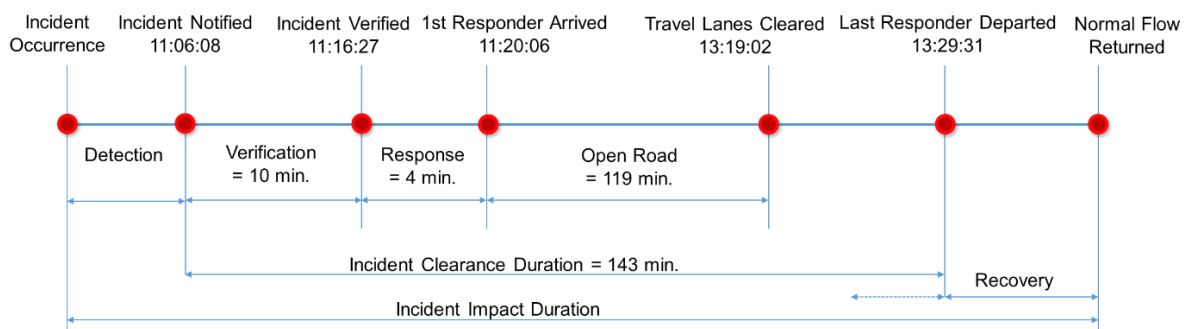 Incident
Occurrence
Incident Notified
11:06:08
Incident Verified
11:16:27
1st Responder Arrived
11:20:06
Travel Lanes Cleared
13:19:02
Last Responder Departed
13:29:31
Normal Flow
Returned
Detection
Verification
= 10 min.
Response
= 4 min.
Open Road
= 119 min.
Incident Clearance Duration = 143 min.
Recovery
Incident Impact Duration